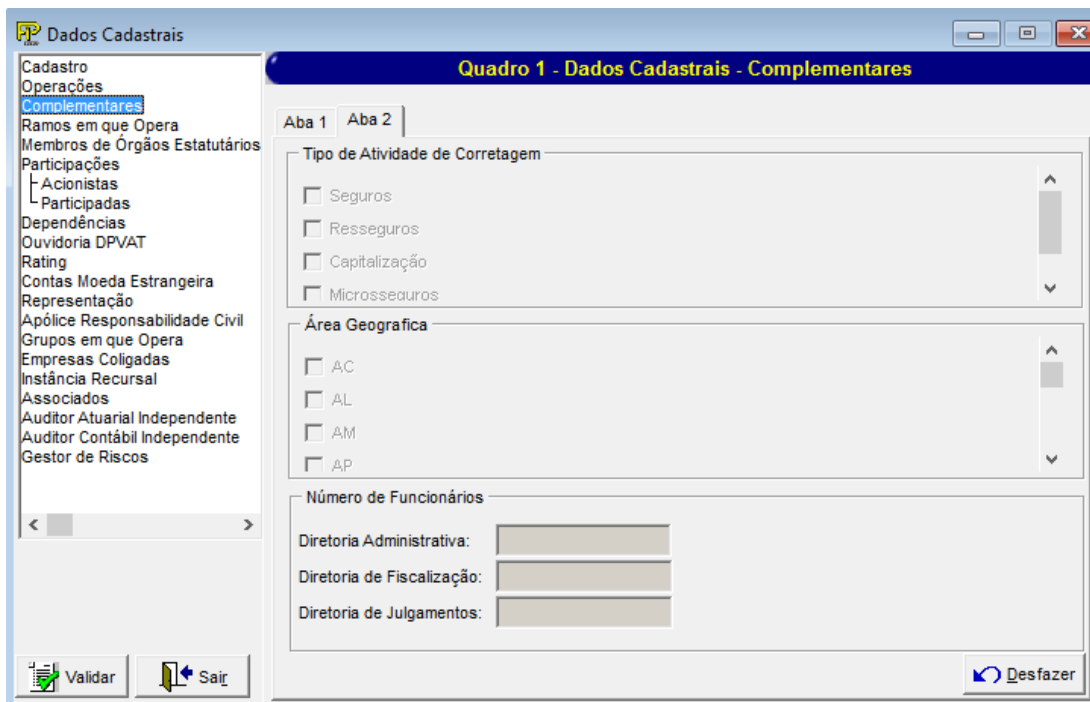 Dados Cadastrais
Cadastro
Operações
Complementares
Ramos em que Opera
Membros de Órgãos Estatutários
Participações
Acionistas
Participadas
Dependências
Ouvidoria DPVAT
Rating
Contas Moeda Estrangeira
Representação
Apólice Responsabilidade Civil
Grupos em que Opera
Empresas Coligadas
Instância Recursal
Associados
Auditor Atuarial Independente
Auditor Contábil Independente
Gestor de Riscos
Validar
Sair
Quadro 1 - Dados Cadastrais - Complementares
Aba 1 Aba 2
Tipo de Atividade de Corretagem
Seguros
Resseguros
Capitalização
Microsseguros
Área Geografica
AC
AL
AM
AP
Número de Funcionários
Diretoria Administrativa:
Diretoria de Fiscalização:
Diretoria de Julgamentos:
Desfazer